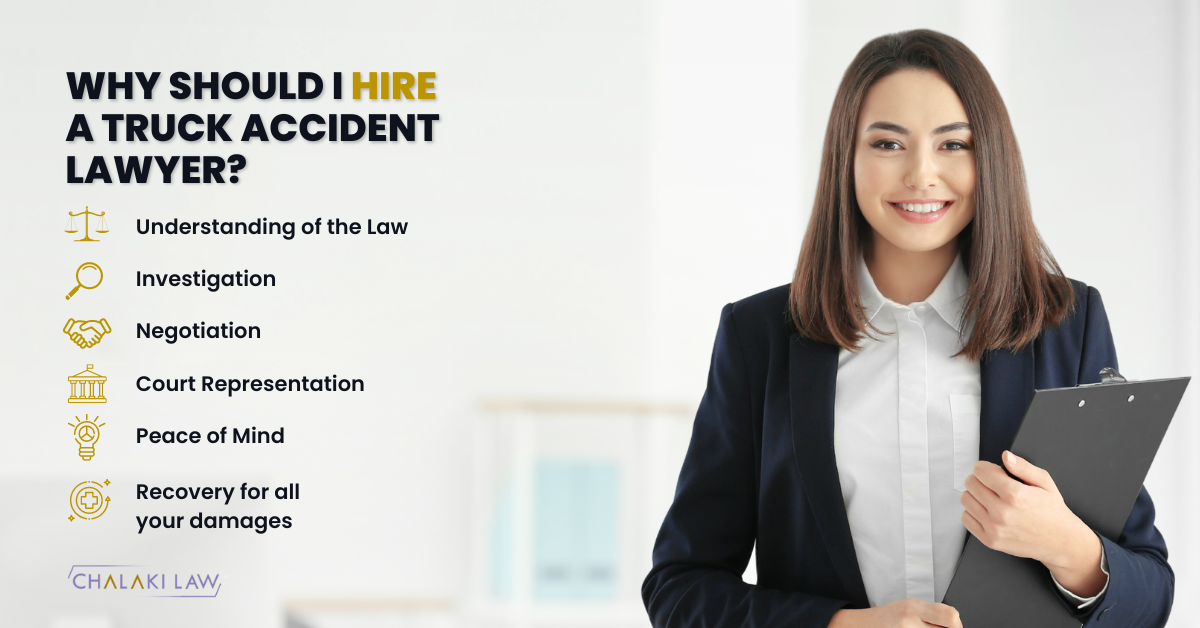 WHY SHOULD I HIRE
A TRUCK ACCIDENT
LAWYER?
Understanding of the Law
Investigation
Negotiation
Court Representation
Peace of Mind
Recovery for all
your damages
CHALAKI LAW